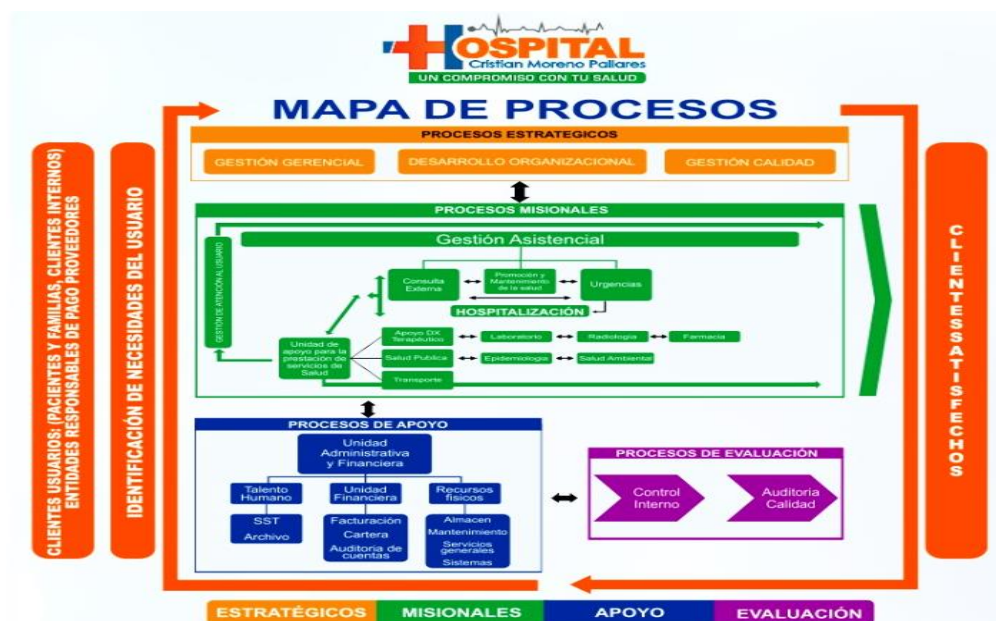 HOSPITAL
Cristian Moreno Pallares
UN COMPROMISO CON TU SALUD
MAPA DE PROCESOS
CLIENTES USUARIOS: (PACIENTES Y FAMILIAS, CLIENTES INTERNOS)
ENTIDADES RESPONSABLES DE PAGO PROVEEDORES
IDENTIFICACIÓN DE NECESIDADES DEL USUARIO
PROCESOS ESTRATEGICOS
GESTIÓN GERENCIAL
DESARROLLO ORGANIZACIONAL
GESTIÓN CALIDAD
PROCESOS MISIONALES
Gestión Asistencial
GESTIÓN DE ATENCIÓN AL USUARIO
Consulta
Externa
Promoción y
Mantenimiento
de la salud
Urgencias
HOSPITALIZACIÓN
Unidad de
apoyo para la
prestación de
servicios de
Salud
Apoyo DX
Terapéutico
Laboratorio
Radiología
Farmacia
Salud Publica
Epidemiología
Salud Ambiental
Transporte
PROCESOS DE APOYO
Unidad
Administrativa
y Financiera
Talento
Humano
Unidad
Financiera
Recursos
físicos
SST
Archivo
Facturación
Cartera
Auditoría de
cuentas
Almacen
Mantenimiento
Servicios
generales
Sistemas
PROCESOS DE EVALUACIÓN
Control
Interno
Auditoria
Calidad
CLIENTESSATISFECHOS
ESTRATÉGICOS
MISIONALES
APOYO
EVALUACIÓN